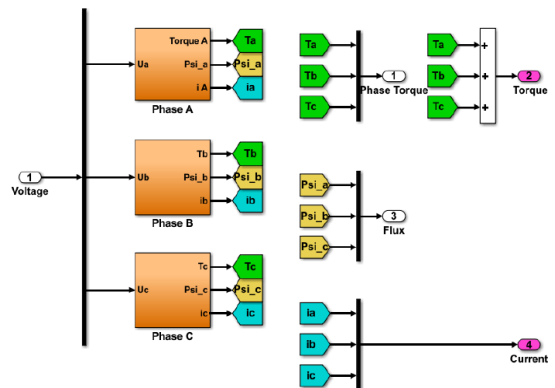 Torque A
Ta
Ua
Psi_a
Psi_a
i A
ia
Phase A
Tb
Tb
Ub
Psi_b
Psi_b
ib
ib
Phase B
1
Voltage
Tc
Tc
Uc
Psi_c
Psi_c
ic
ic
Phase C
Ta
Tb
Tc
1
Phase Torque
Ta
Tb
Tc
+
+
+
2
Torque
Psi_a
Psi_b
Psi_c
3
Flux
ia
ib
ic
4
Current